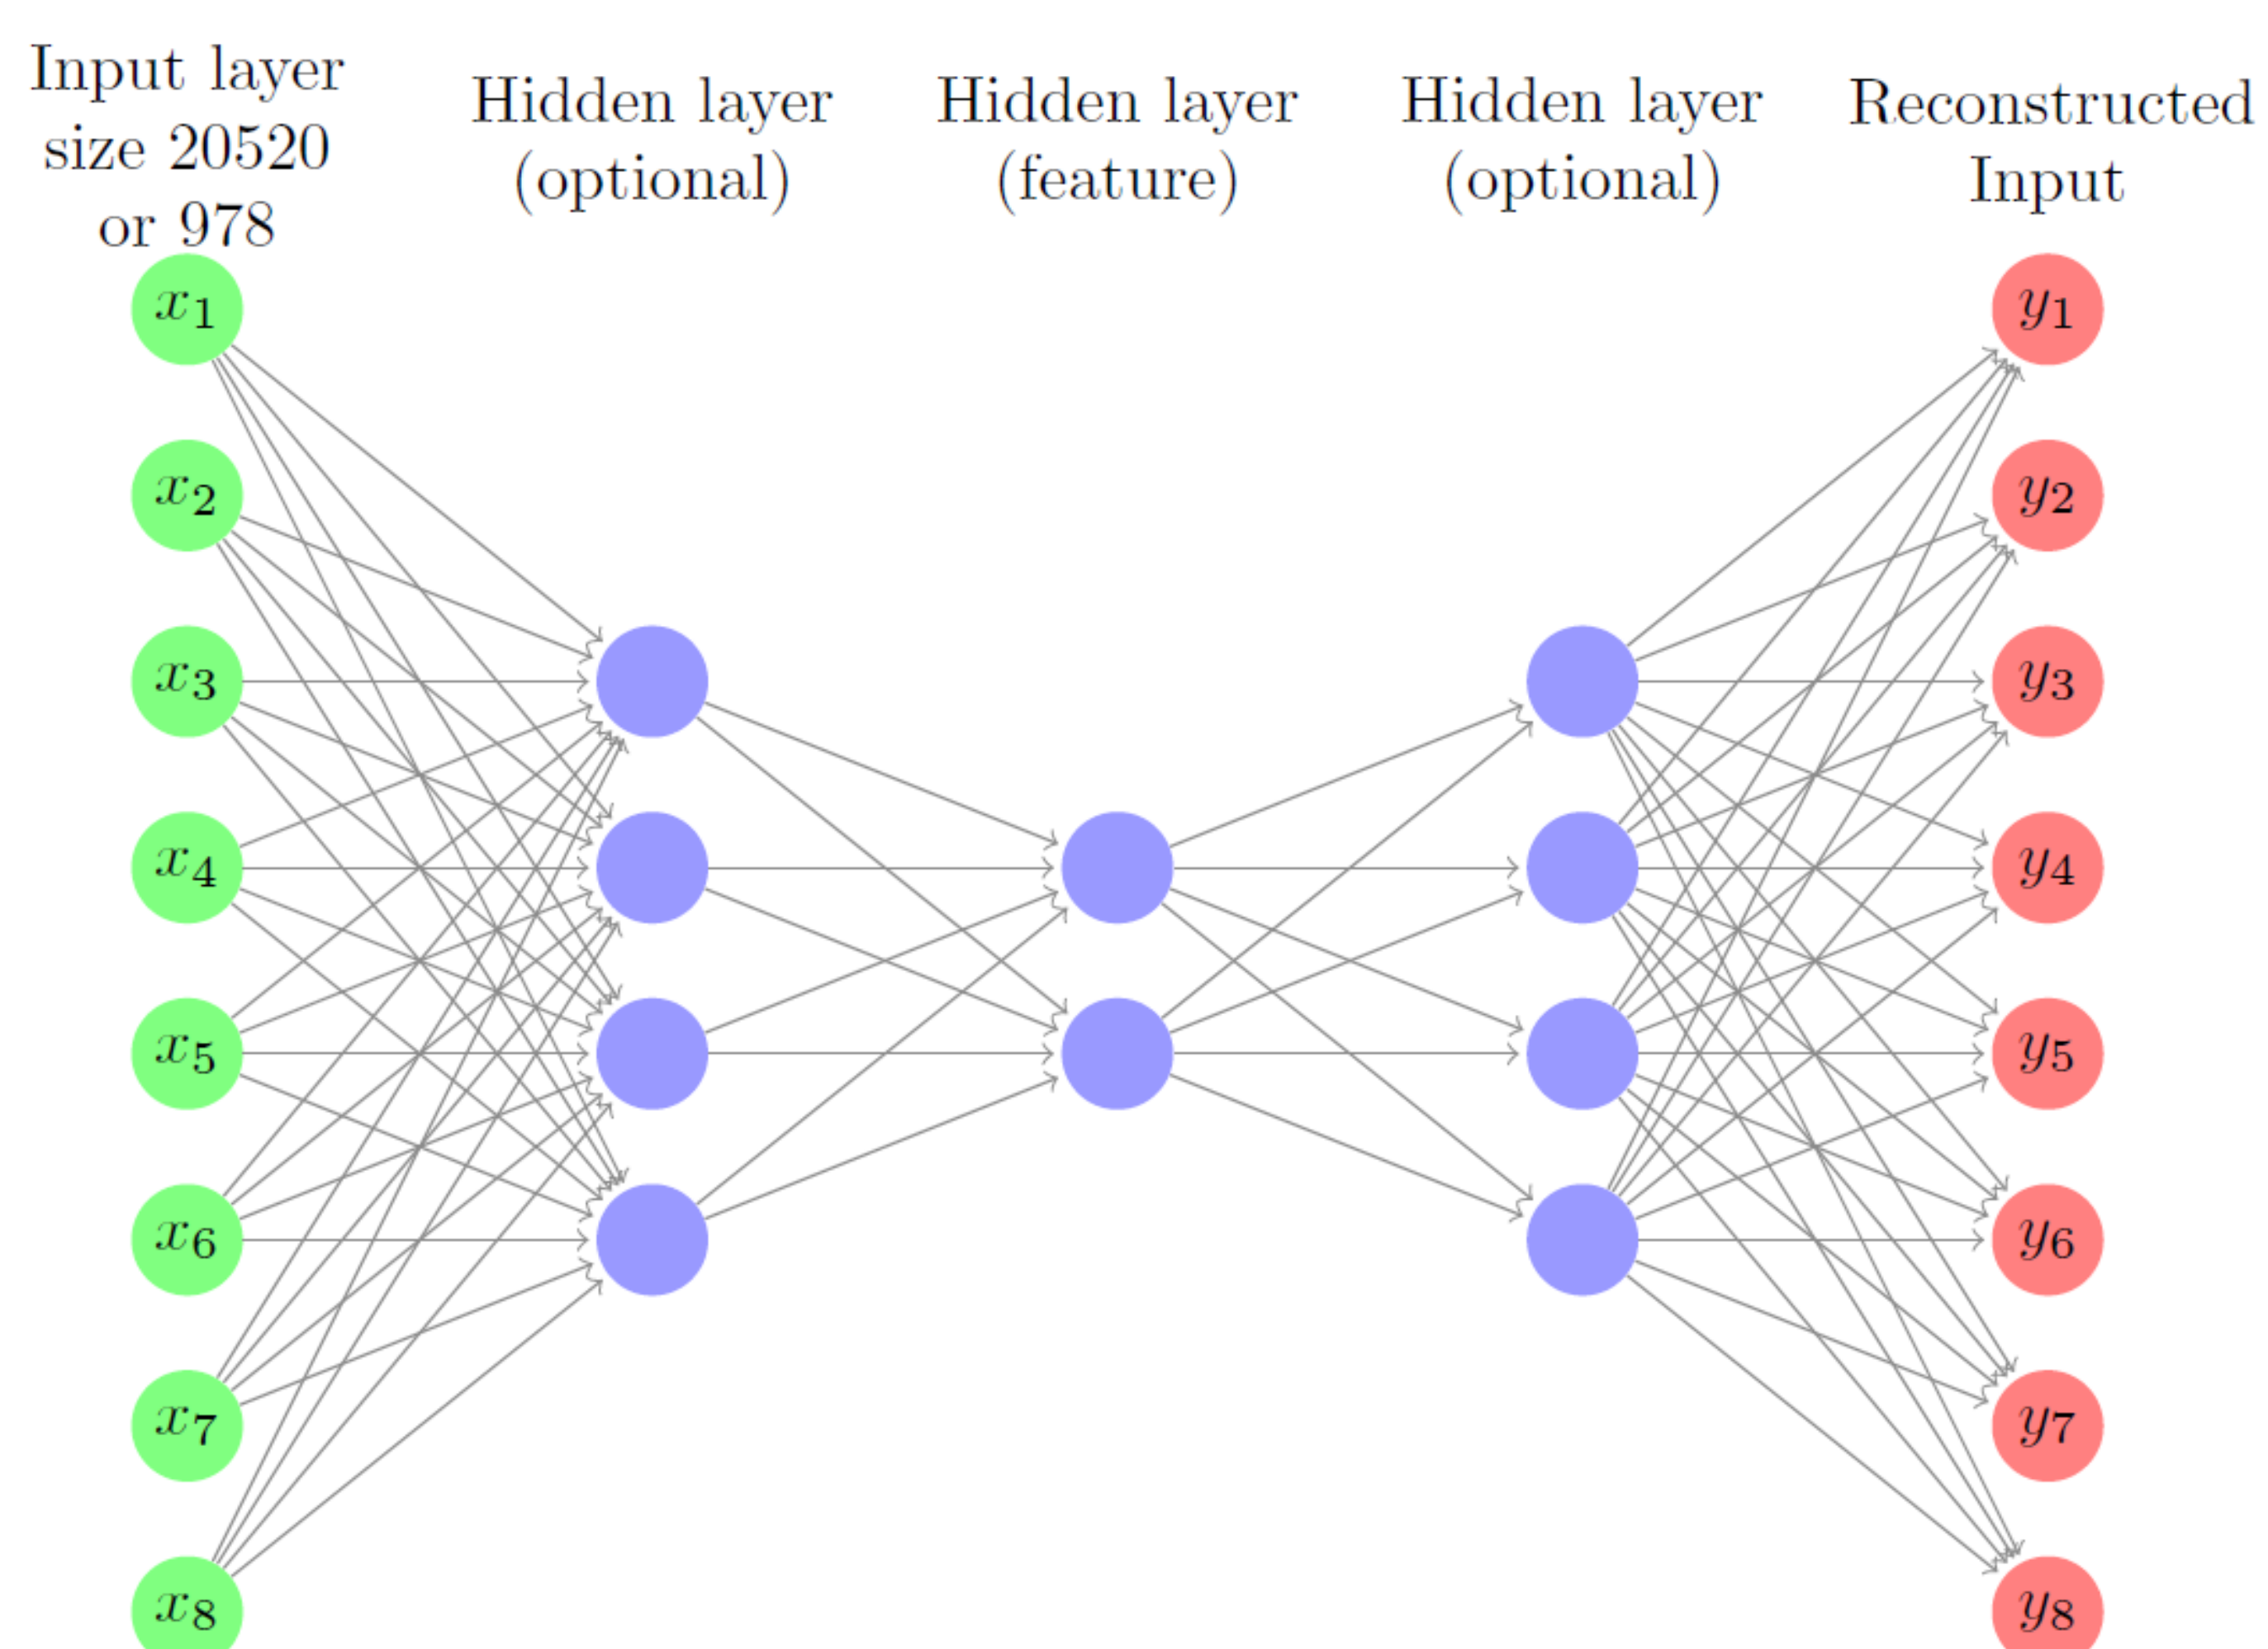 Input layer
size 20520
or 978
Hidden layer
(optional)
Hidden layer
(feature)
Hidden layer
(optional)
Reconstructed
Input
x1
x2
x3
x4
x5
x6
x7
x8
y1
y2
y3
y4
y5
y6
y7
y8